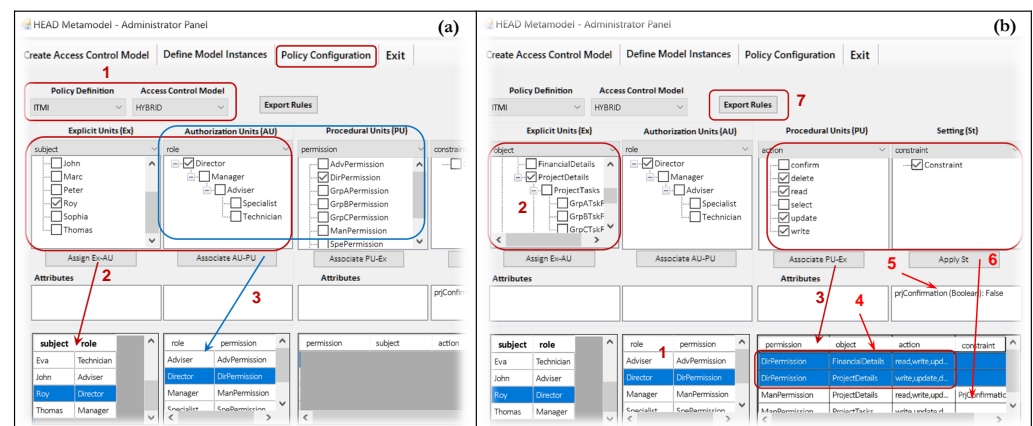 HEAD Metamodel - Administrator Panel (a)
Create Access Control Model Define Model Instances Policy Configuration Exit
1
Policy Definition Access Control Model
ITMI HYBRID Export Rules
Explicit Units (Ex) Authorization Units (AU) Procedural Units (PU)
subject role permission constraint
John
Marc
Peter
Roy
Sophia
Thomas
Director
Manager
Adviser
Specialist
Technician
AdvPermission
DirPermission
GrpAPermission
GrpBPermission
GrpCPermission
ManPermission
SpePermission
Assign Ex-AU Associate AU-PU Associate PU-Ex
2
3
Attributes Attributes
prjConfirm
subject role
Eva Technician
John Adviser
Roy Director
Thomas Manager
role permission
Adviser AdvPermission
Director DirPermission
Manager ManPermission
Specialist SpePermission
permission subject action
HEAD Metamodel - Administrator Panel (b)
Create Access Control Model Define Model Instances Policy Configuration Exit
Policy Definition Access Control Model
ITMI HYBRID Export Rules 7
Explicit Units (Ex) Authorization Units (AU) Procedural Units (PU) Setting (St)
object role action constraint
FinancialDetails
ProjectDetails
ProjectTasks
GrpATskF
GrpBTskF
GrpCTskF
2
Director
Manager
Adviser
Specialist
Technician
confirm
delete
read
select
update
write
Constraint
Assign Ex-AU Associate AU-PU Associate PU-Ex Apply St
6
5
3
4
Attributes Attributes
prjConfirmation (Boolean): False
subject role
Eva Technician
John Adviser
Roy Director
Thomas Manager
1
role permission
Adviser AdvPermission
Director DirPermission
Manager ManPermission
Specialist SpePermission
permission object action constraint
DirPermission FinancialDetails read,write,upd...
DirPermission ProjectDetails write,update,d...
ManPermission ProjectDetails read,write,upd... PrjConfirmatic
ManPermission ProjectTasks write,update,d